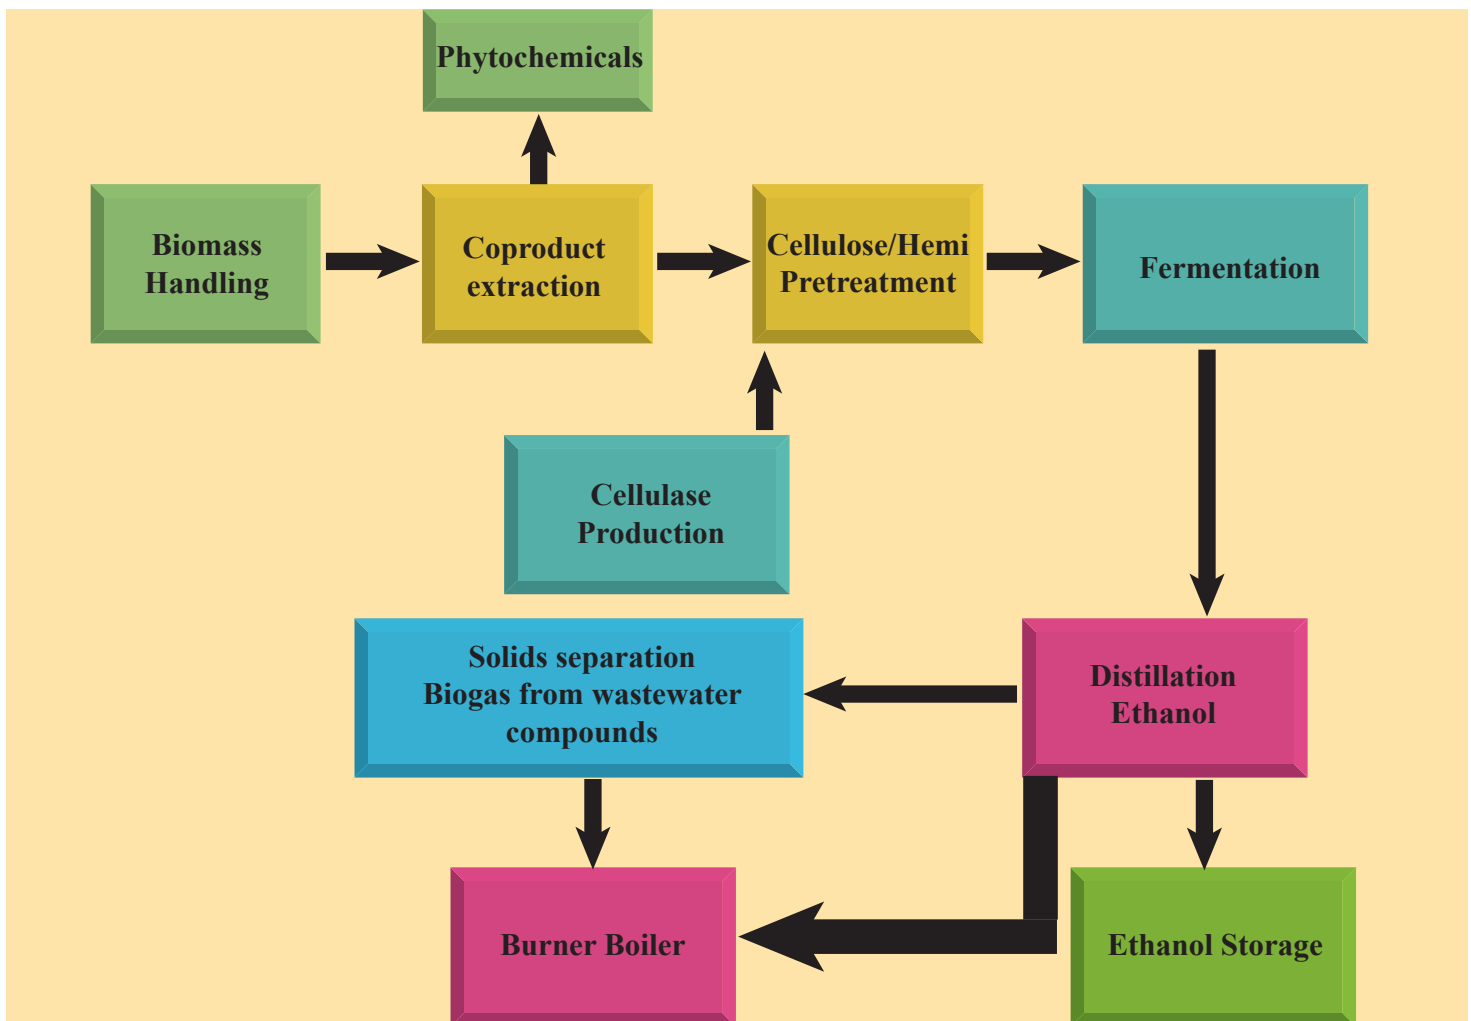 Phytochemicals
Biomass
Handling
Coproduct
extraction
Cellulose/Hemi
Pretreatment
Fermentation
Cellulase
Production
Solids separation
Biogas from wastewater
compounds
Distillation
Ethanol
Burner Boiler
Ethanol Storage